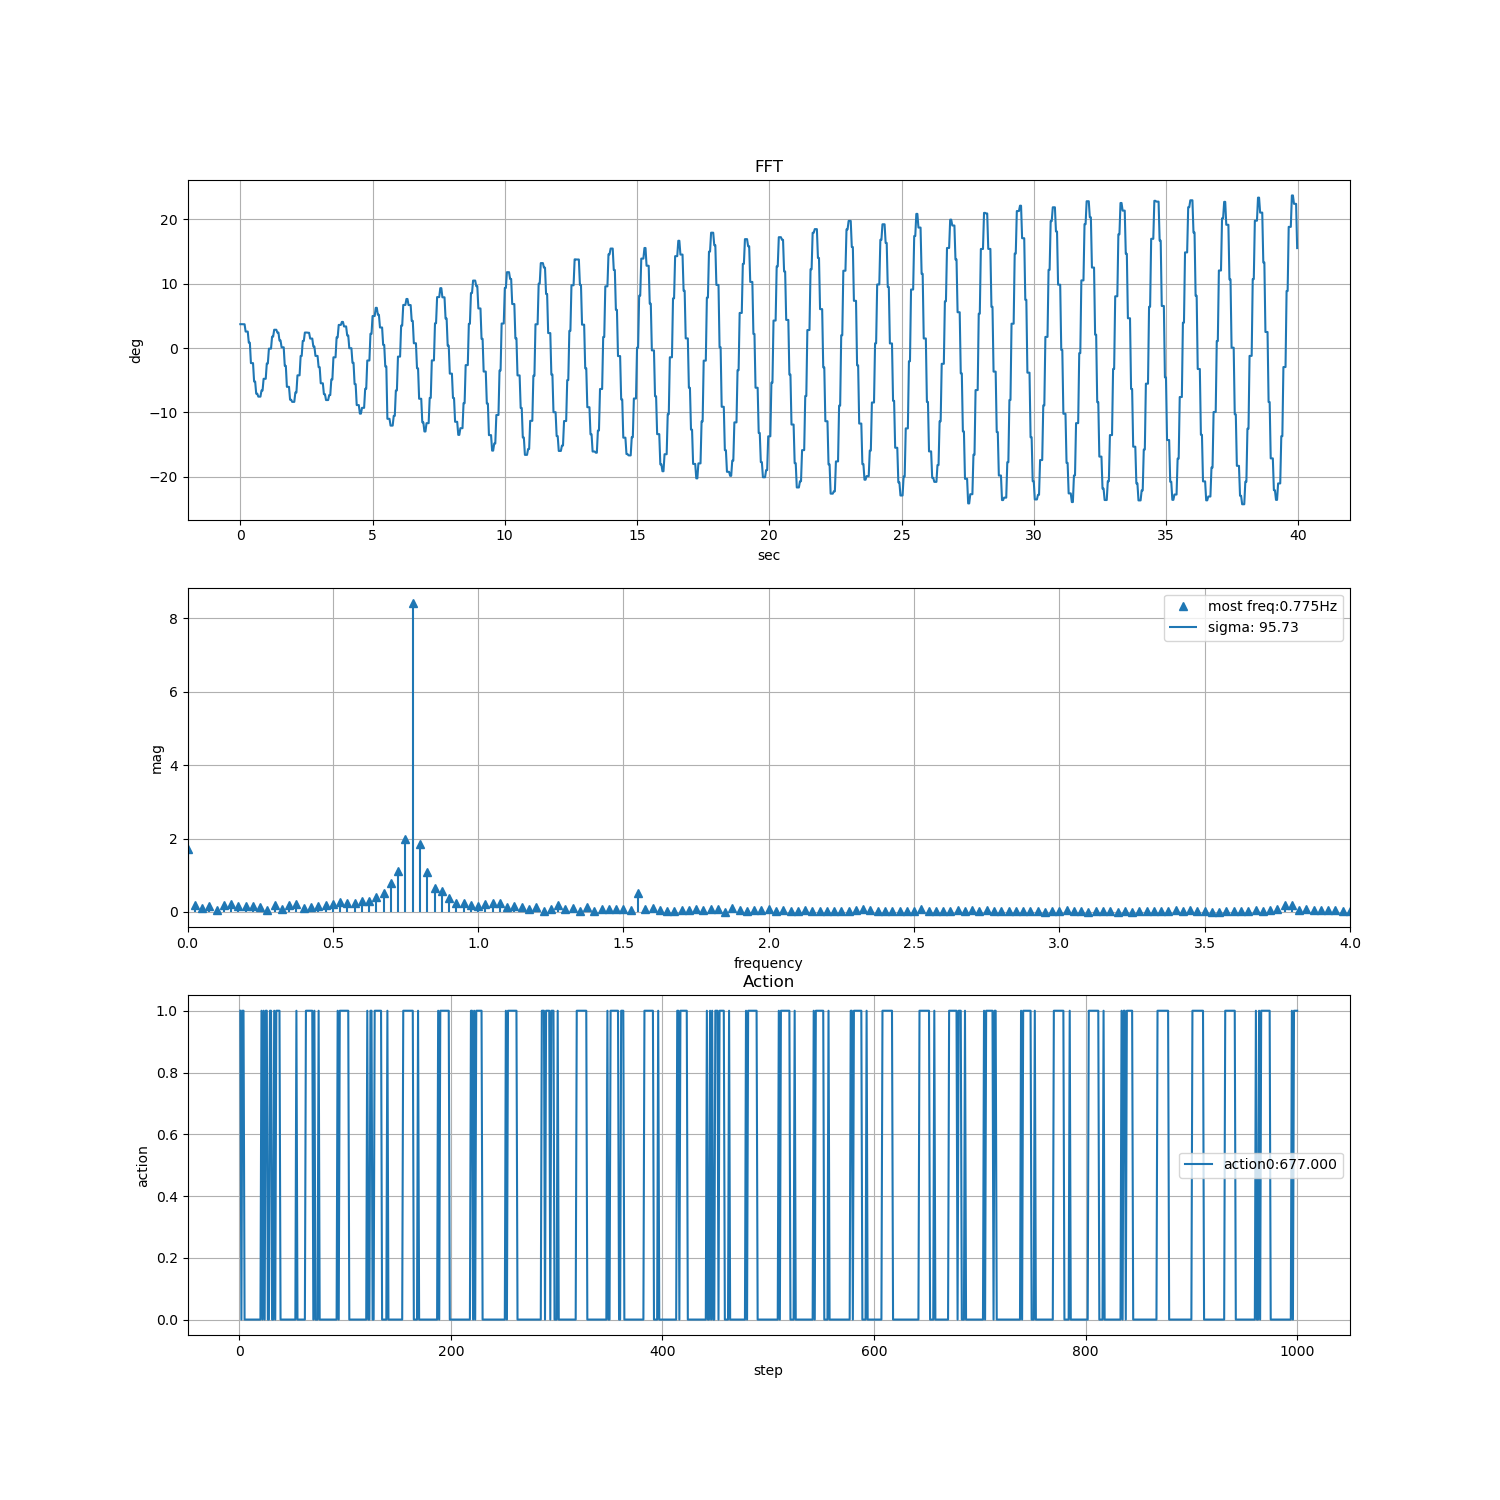 FFT
20
10
0
−10
−20
deg
0 5 10 15 20 25 30 35 40
sec
most freq:0.775Hz
sigma: 95.73
8
6
4
2
0
mag
0.0 0.5 1.0 1.5 2.0 2.5 3.0 3.5 4.0
frequency
Action
1.0
0.8
0.6
0.4
0.2
0.0
action
action0:677.000
0 200 400 600 800 1000
step